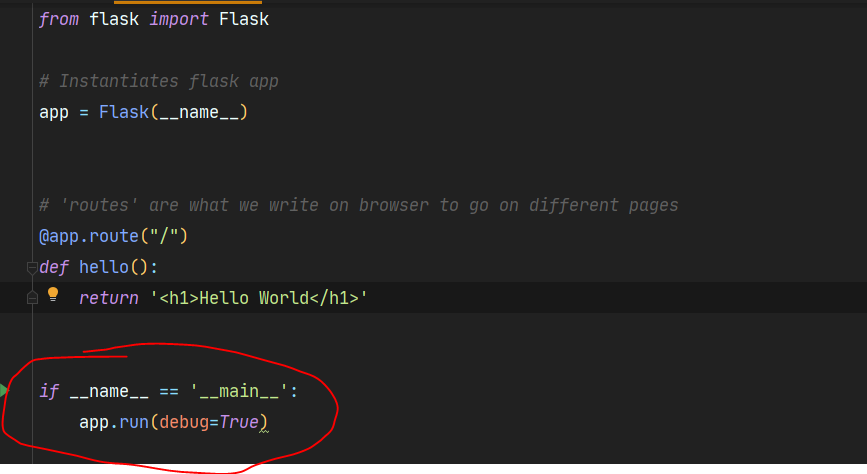 from flask import Flask
# Instantiates flask app
app = Flask(__name__)
# 'routes' are what we write on browser to go on different pages
@app.route("/")
def hello():
return '<h1>Hello World</h1>'
if __name__ == '__main__':
app.run(debug=True)